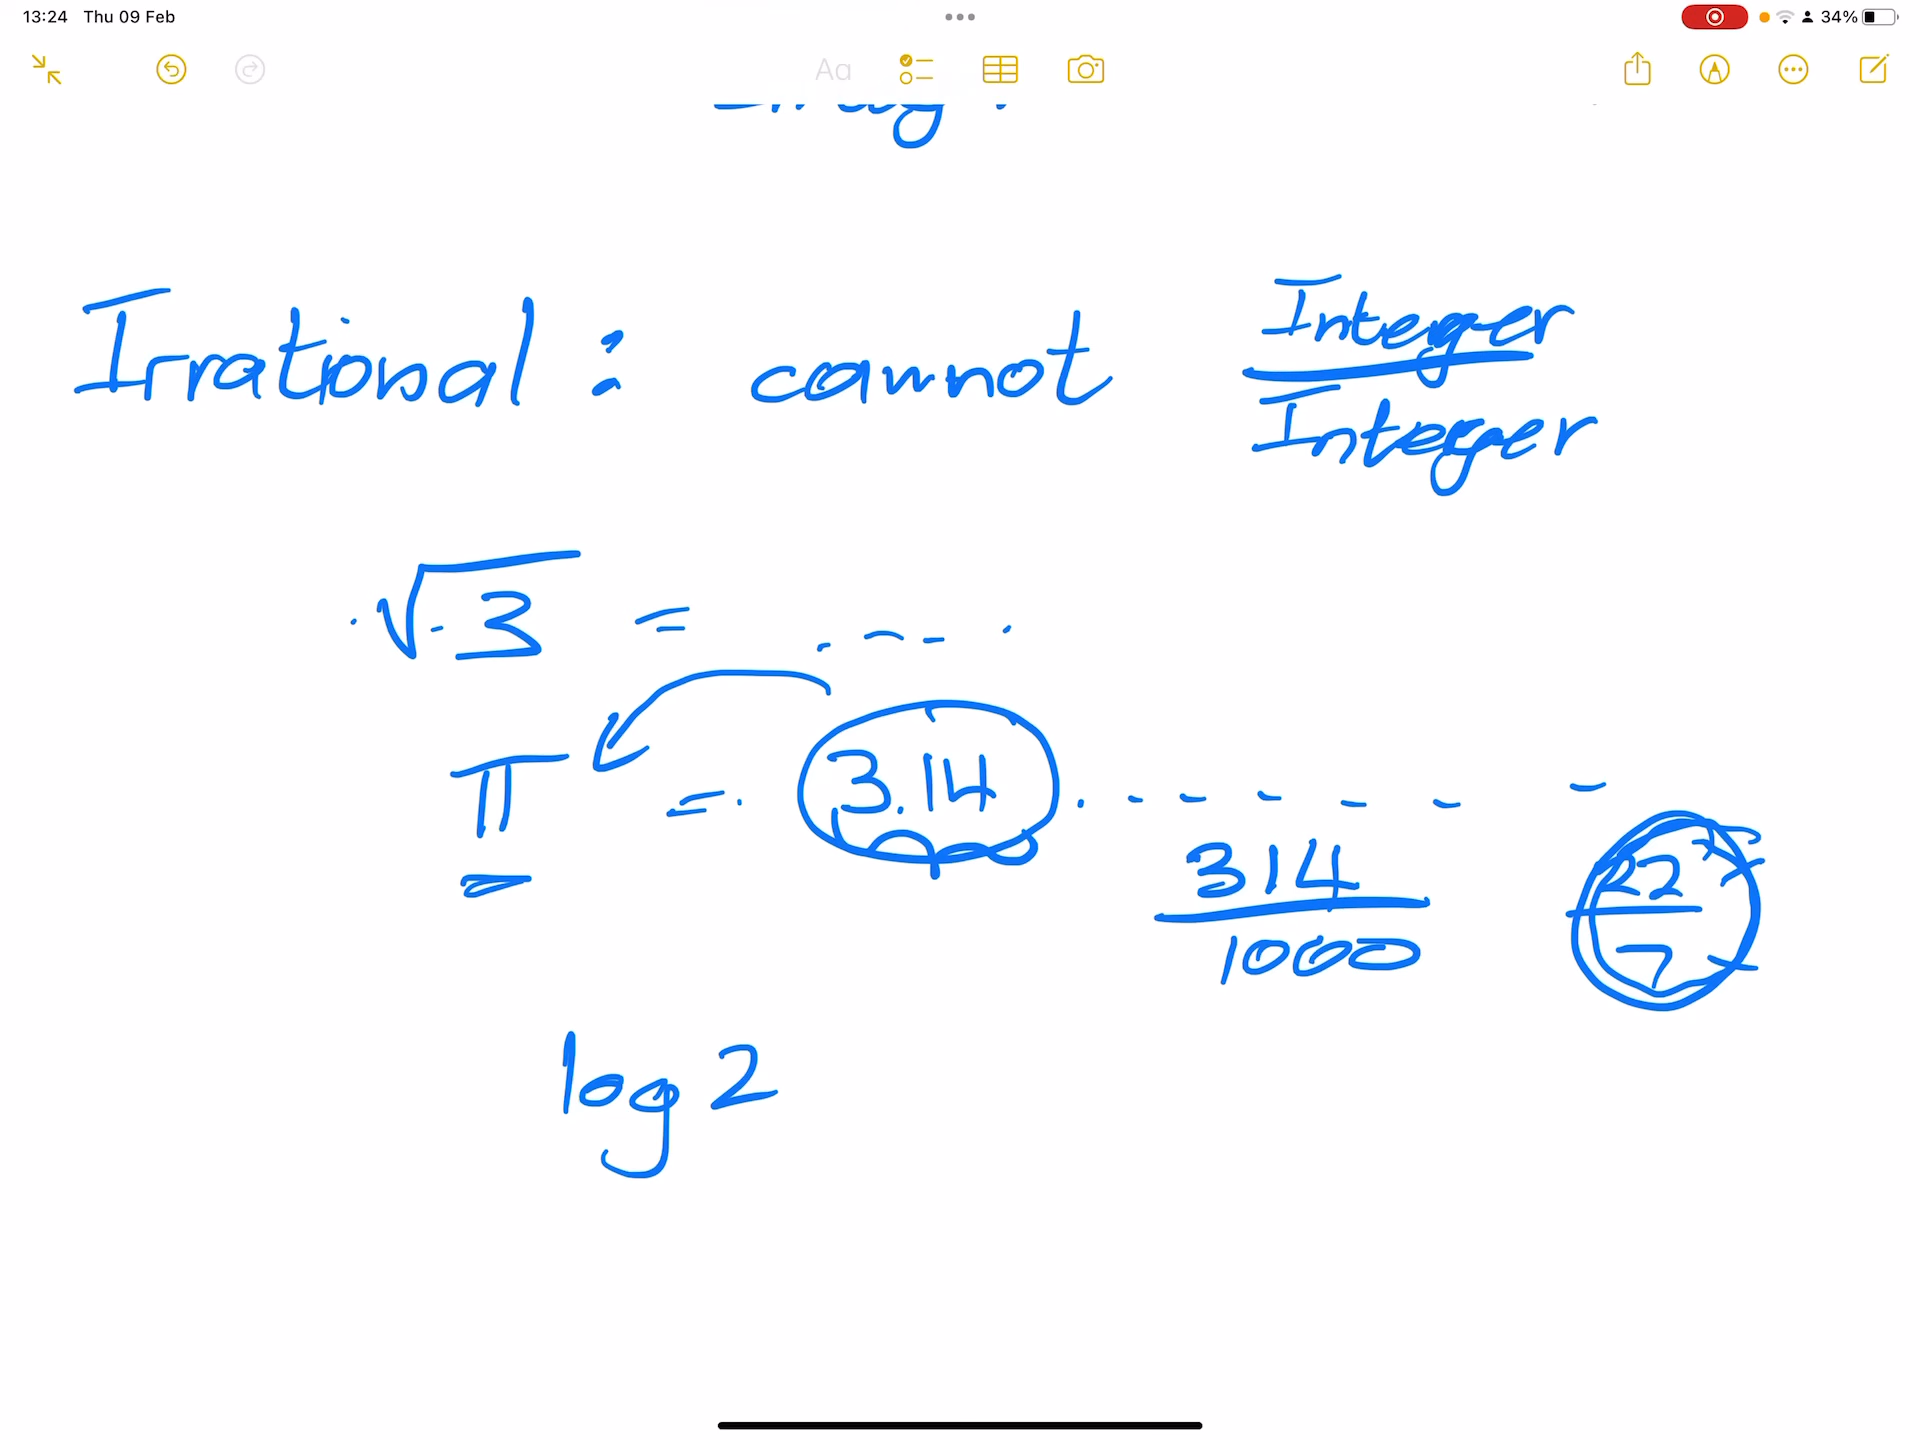 13:24 Thu 09 Feb
34%
Aa
Irrational : cannot Integer
Integer
√3 = . - - .
π = 3.14 . - - - - - -
314
1000
22
7
log 2